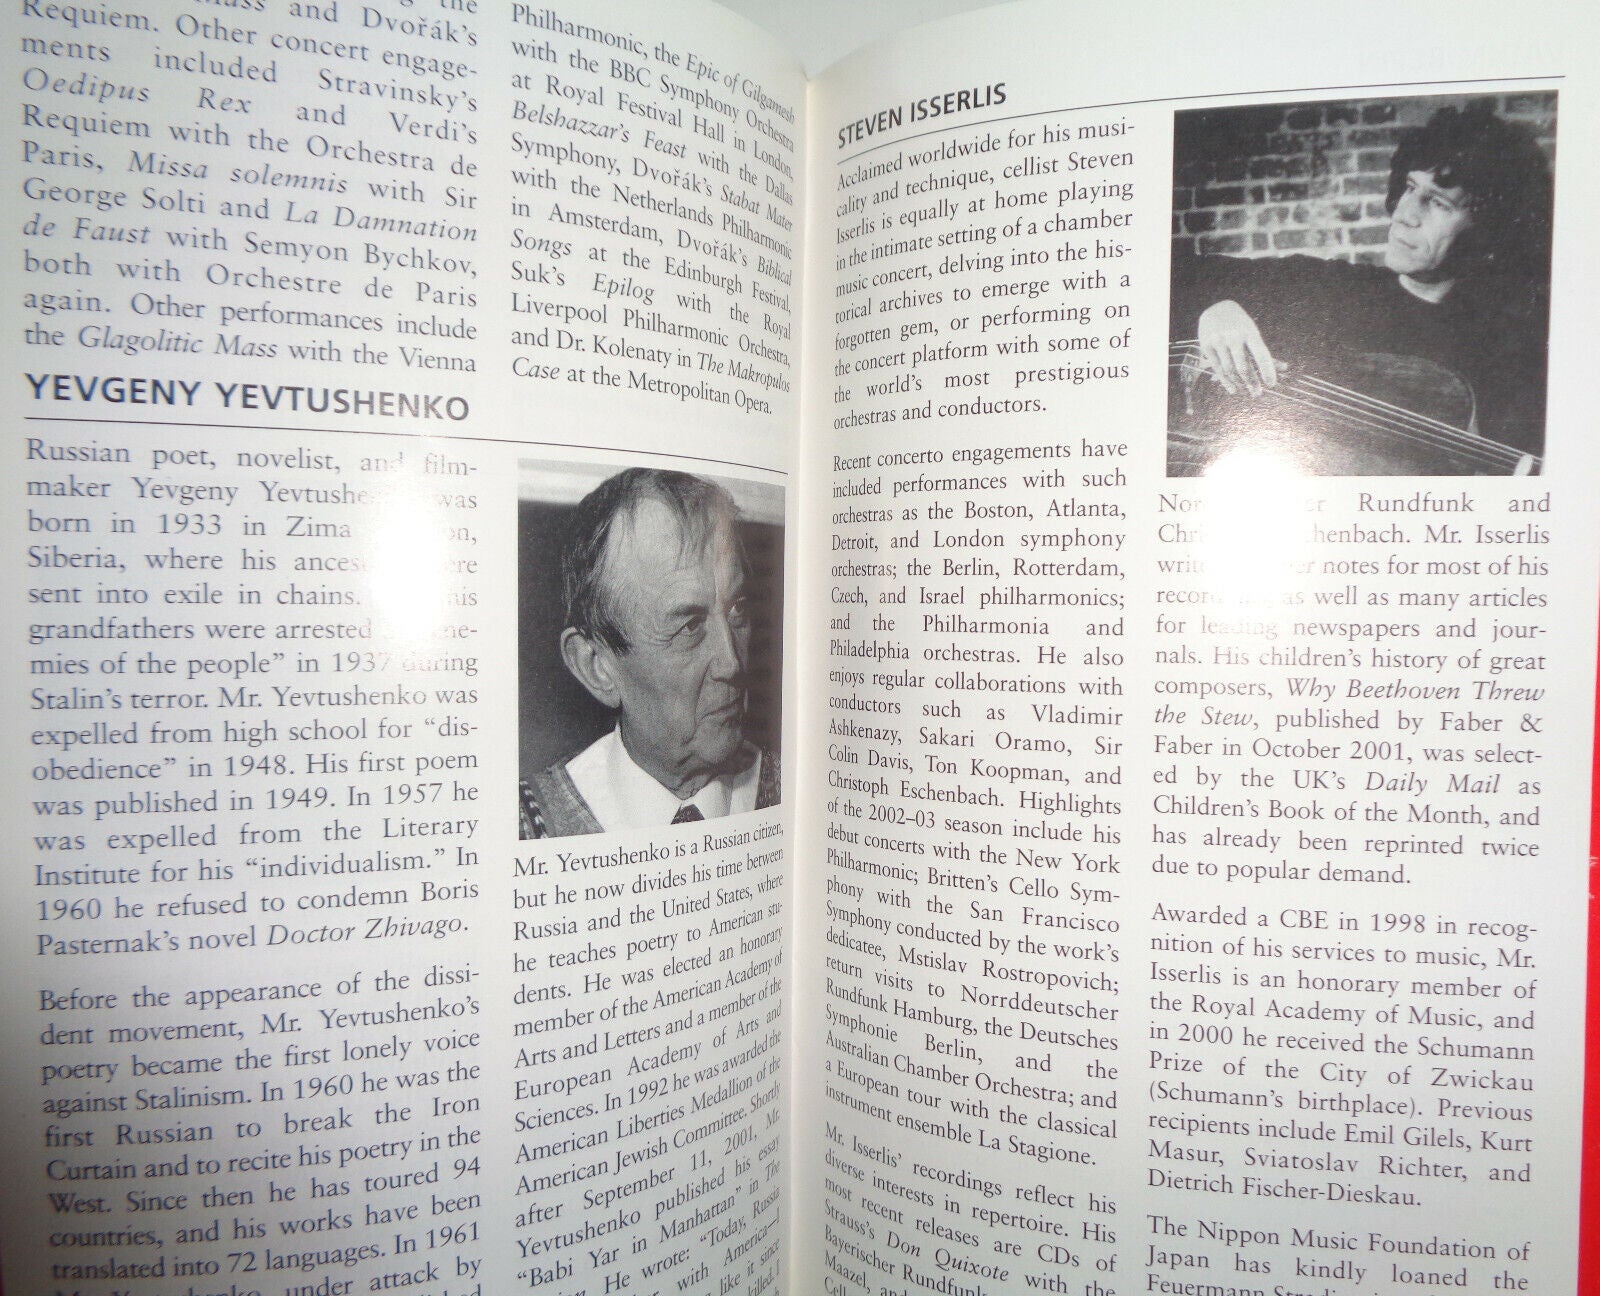 Requiem. Other concert engage-
ments included Stravinsky's
Oedipus Rex and Verdi's
Requiem with the Orchestra de
Paris, Missa solemnis with Sir
George Solti and La Damnation
de Faust with Semyon Bychkov,
both with Orchestre de Paris
again. Other performances include
the Glagolitic Mass with the Vienna
Philharmonic, the Epic of Gilgamesh
with the BBC Symphony Orchestra
at Royal Festival Hall in London,
Belshazzar's Feast with the Dallas
Symphony, Dvořák's Stabat Mater
with the Netherlands Philharmonic
in Amsterdam, Dvořák's Biblical
Songs at the Edinburgh Festival,
Suk's Epilog with the Royal
Liverpool Philharmonic Orchestra,
and Dr. Kolenaty in The Makropulos
Case at the Metropolitan Opera.
YEVGENY YEVTUSHENKO
Russian poet, novelist, and film-
maker Yevgeny was
born in 1933 in Zima
Siberia, where his
sent into exile in chains.
grandfathers were arrested
mies of the people" in 1937 during
Stalin's terror. Mr. Yevtushenko was
expelled from high school for "dis-
obedience" in 1948. His first poem
was published in 1949. In 1957 he
was expelled from the Literary
Institute for his "individualism." In
1960 he refused to condemn Boris
Pasternak's novel Doctor Zhivago.
Before the appearance of the dissi-
dent movement, Mr. Yevtushenko's
poetry became the first lonely voice
against Stalinism. In 1960 he was the
first Russian to break the Iron
Curtain and to recite his poetry in the
West. Since then he has toured 94
countries, and his works have been
translated into 72 languages. In 1961
under attack by
Mr. Yevtushenko is a Russian citizen,
but he now divides his time between
Russia and the United States, where
he teaches poetry to American stu-
dents. He was elected an honorary
member of the American Academy of
Arts and Letters and a member of the
European Academy of Arts and
Sciences. In 1992 he was awarded the
American Liberties Medallion of the
American Jewish Committee. Shortly
after September 11, 2001, Mr.
Yevtushenko published his essay
"Babi Yar in Manhattan" in The
He wrote: "Today, Russia
with America—I
like it since
STEVEN ISSERLIS
Acclaimed worldwide for his musi-
cality and technique, cellist Steven
Isserlis is equally at home playing
in the intimate setting of a chamber
music concert, delving into the his-
torical archives to emerge with a
forgotten gem, or performing on
the concert platform with some of
the world's most prestigious
orchestras and conductors.
Recent concerto engagements have
included performances with such
orchestras as the Boston, Atlanta,
Detroit, and London symphony
orchestras; the Berlin, Rotterdam,
Czech, and Israel philharmonics;
and the Philharmonia and
Philadelphia orchestras. He also
enjoys regular collaborations with
conductors such as Vladimir
Ashkenazy, Sakari Oramo, Sir
Colin Davis, Ton Koopman, and
Christoph Eschenbach. Highlights
of the 2002–03 season include his
debut concerts with the New York
Philharmonic; Britten's Cello Sym-
phony with the San Francisco
Symphony conducted by the work's
dedicatee, Mstislav Rostropovich;
return visits to Norrddeutscher
Rundfunk Hamburg, the Deutsches
Symphonie Berlin, and the
Australian Chamber Orchestra; and
a European tour with the classical
instrument ensemble La Stagione.
Mr. Isserlis' recordings reflect his
diverse interests in repertoire. His
most recent releases are CDs of
Strauss's Don Quixote with the
Bayerischer Rundfunk
Maazel, and
Rundfunk and
Mr. Isserlis
notes for most of his
as well as many articles
for leading newspapers and jour-
nals. His children's history of great
composers, Why Beethoven Threw
the Stew, published by Faber &
Faber in October 2001, was select-
ed by the UK's Daily Mail as
Children's Book of the Month, and
has already been reprinted twice
due to popular demand.
Awarded a CBE in 1998 in recog-
nition of his services to music, Mr.
Isserlis is an honorary member of
the Royal Academy of Music, and
in 2000 he received the Schumann
Prize of the City of Zwickau
(Schumann's birthplace). Previous
recipients include Emil Gilels, Kurt
Masur, Sviatoslav Richter, and
Dietrich Fischer-Dieskau.
The Nippon Music Foundation of
Japan has kindly loaned the